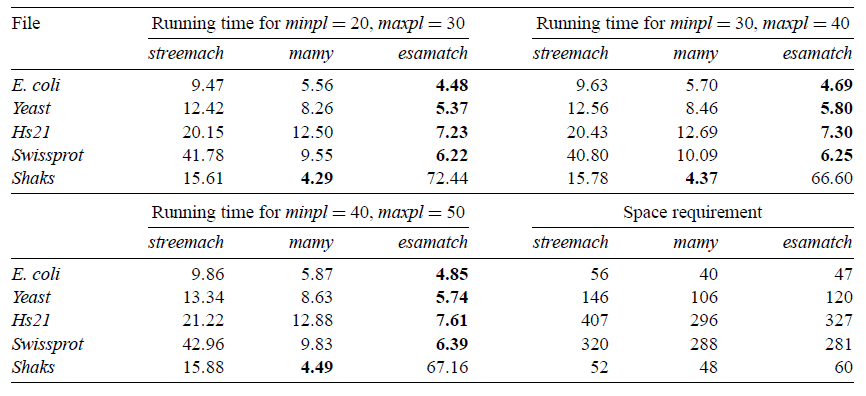 File Running time for minpl = 20, maxpl = 30 Running time for minpl = 30, maxpl = 40
streemach mamy esamatch streemach mamy esamatch
E. coli 9.47 5.56 4.48 9.63 5.70 4.69
Yeast 12.42 8.26 5.37 12.56 8.46 5.80
Hs21 20.15 12.50 7.23 20.43 12.69 7.30
Swissprot 41.78 9.55 6.22 40.80 10.09 6.25
Shaks 15.61 4.29 72.44 15.78 4.37 66.60
Running time for minpl = 40, maxpl = 50 Space requirement
streemach mamy esamatch streemach mamy esamatch
E. coli 9.86 5.87 4.85 56 40 47
Yeast 13.34 8.63 5.74 146 106 120
Hs21 21.22 12.88 7.61 407 296 327
Swissprot 42.96 9.83 6.39 320 288 281
Shaks 15.88 4.49 67.16 52 48 60